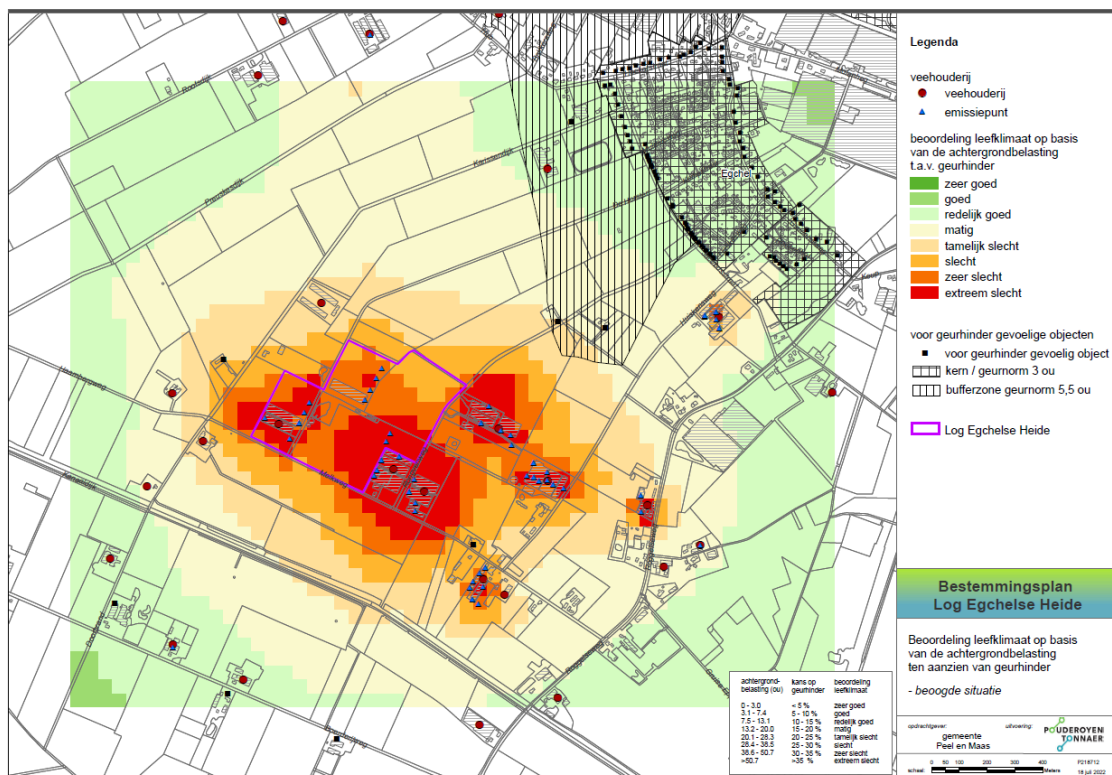 Legenda
veehouderij
veehouderij
emissiepunt
beoordeling leefklimaat op basis
van de achtergrondbelasting
t.a.v. geurhinder
zeer goed
goed
redelijk goed
matig
tamelijk slecht
slecht
zeer slecht
extreem slecht
voor geurhinder gevoelige objecten
voor geurhinder gevoelig object
kern / geurnorm 3 ou
bufferzone geurnorm 5,5 ou
Log Egchelse Heide
Egchel
Keup
Bestemmingsplan
Log Egchelse Heide
Beoordeling leefklimaat op basis
van de achtergrondbelasting
ten aanzien van geurhinder
- beoogde situatie
opdrachtgever: uitvoering:
gemeente
Peel en Maas
POUDEROYEN
TONNAER
0 50 100 200 300 400
schaal Meters
P218712
18 juli 2022
achtergrond- kans op beoordeling
belasting (ou) geurhinder leefklimaat
0 - 3.0 < 5 % zeer goed
3.1 - 7.4 5 - 10 % goed
7.5 - 13.1 10 - 15 % redelijk goed
13.2 - 20.0 15 - 20 % matig
20.1 - 28.3 20 - 25 % tamelijk slecht
28.4 - 38.5 25 - 30 % slecht
38.6 - 50.7 30 - 35 % zeer slecht
>50.7 >35 % extreem slecht